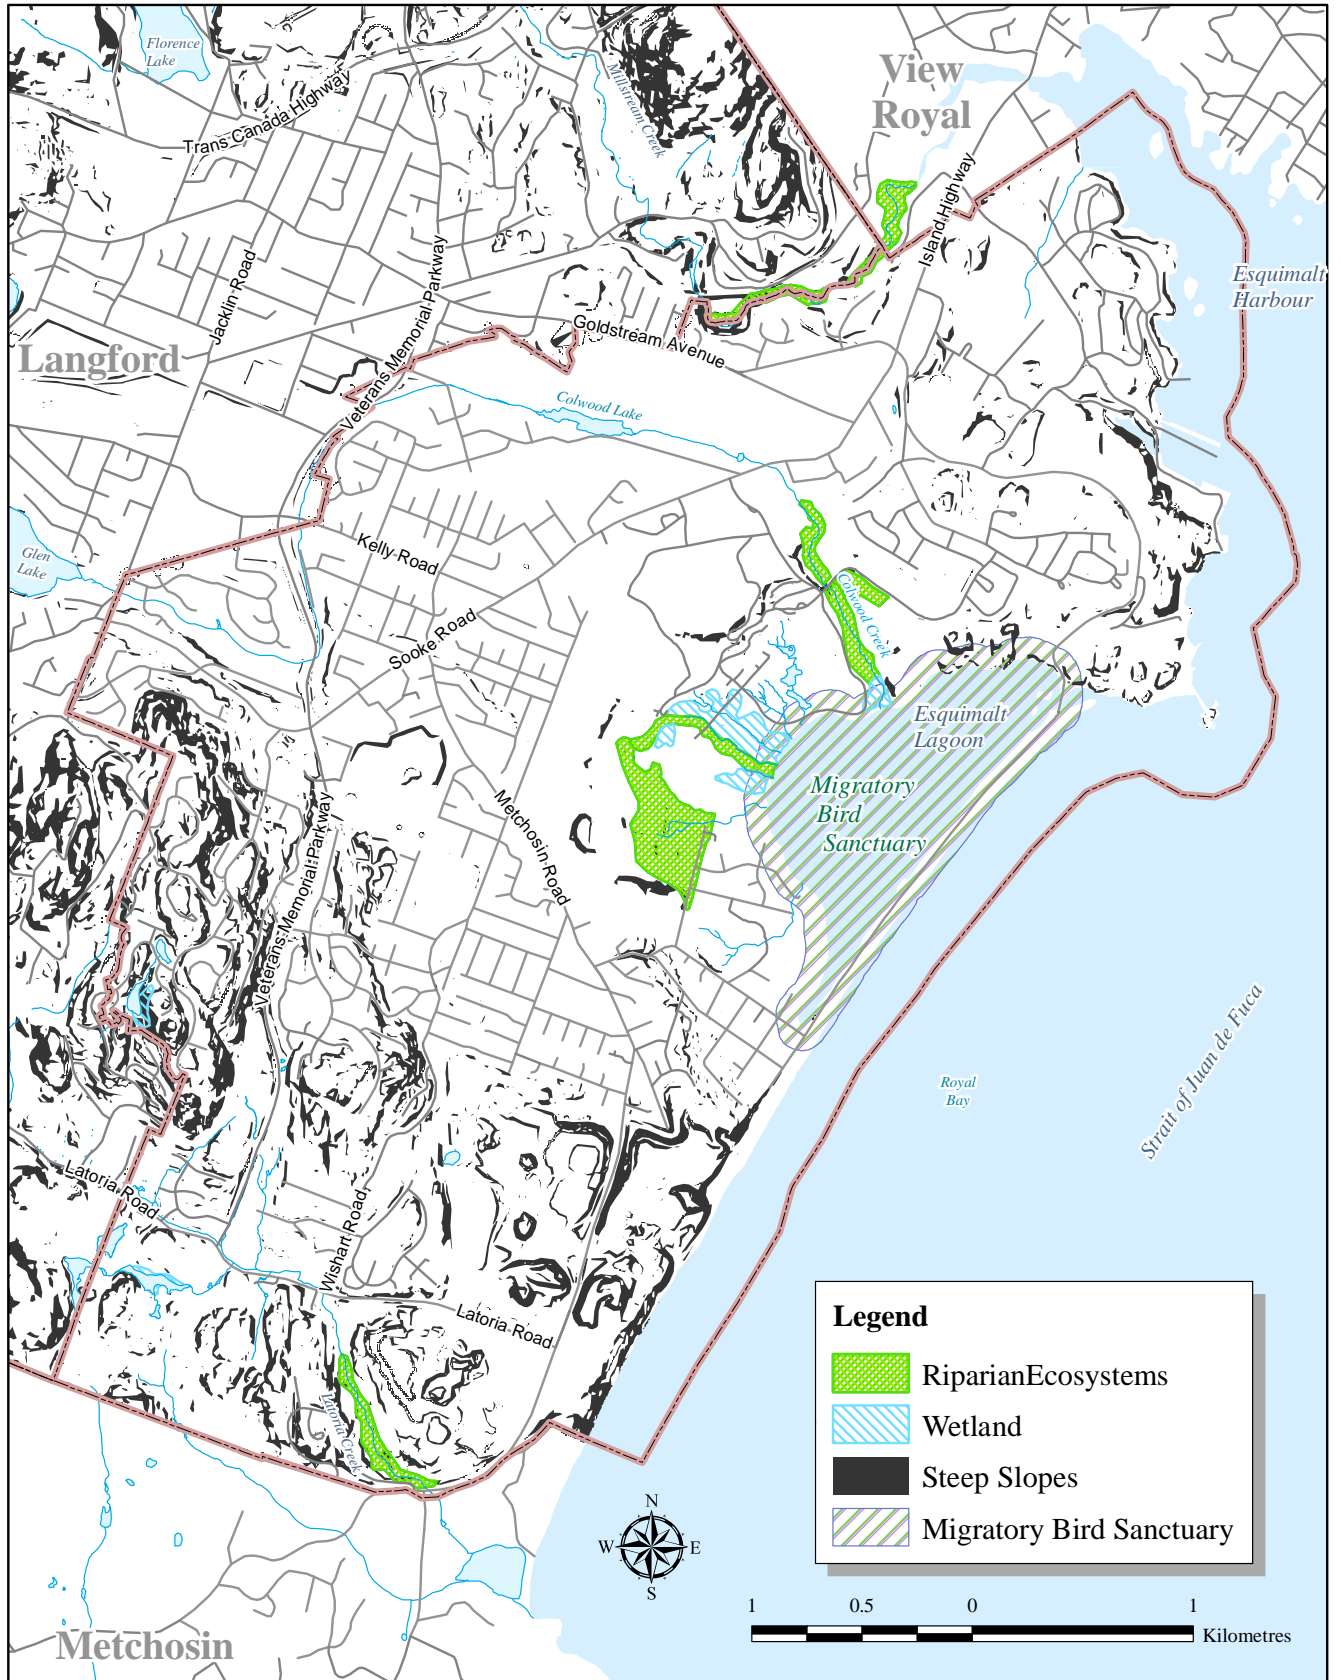 Florence
Lake
Trans Canada Highway
Millstream Creek
View
Royal
Island Highway
Esquimalt
Harbour
Jacklin Road
Veterans Memorial Parkway
Goldstream Avenue
Langford
Colwood Lake
Glen
Lake
Kelly Road
Sooke Road
Colwood Creek
Esquimalt
Lagoon
Migratory
Bird
Sanctuary
Metchosin Road
Veterans Memorial Parkway
Strait of Juan de Fuca
Royal
Bay
Latoria Road
Wishart Road
Latoria Road
Latoria Creek
Metchosin
Legend
RiparianEcosystems
Wetland
Steep Slopes
Migratory Bird Sanctuary
N
W E
S
1 0.5 0 1
Kilometres